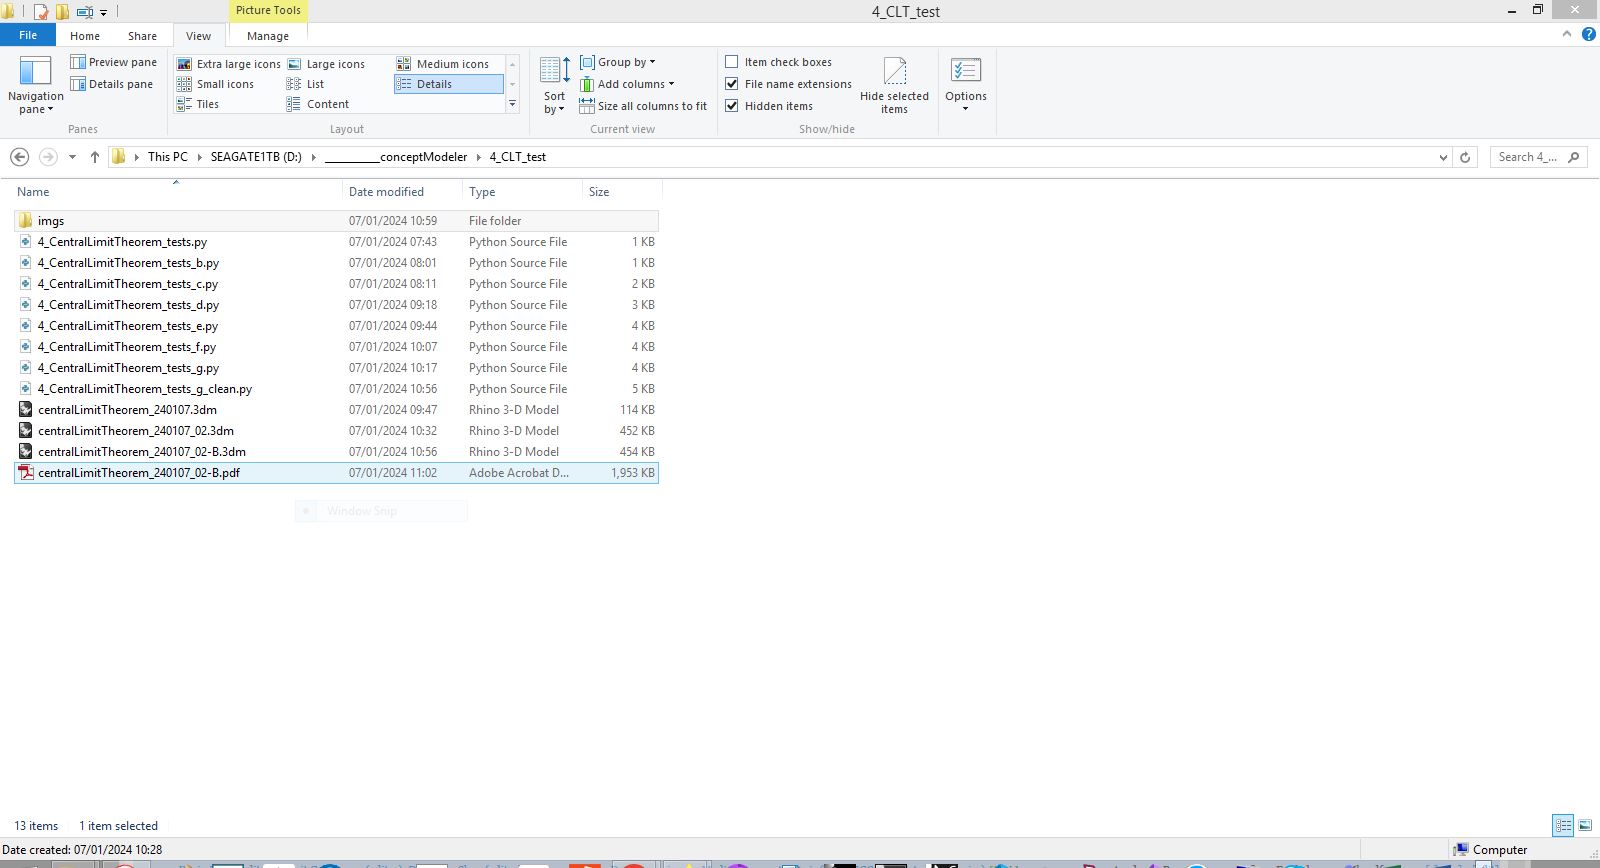 Picture Tools
4_CLT_test
File Home Share View Manage
Preview pane
Details pane
Navigation pane
Panes
Extra large icons Large icons Medium icons
Small icons List Details
Tiles Content
Layout
Sort by
Group by
Add columns
Size all columns to fit
Current view
Item check boxes
File name extensions
Hidden items
Hide selected items
Show/hide
Options
This PC SEAGATE1TB (D:) __________conceptModeler 4_CLT_test
Search 4_...
Name Date modified Type Size
imgs 07/01/2024 10:59 File folder
4_CentralLimitTheorem_tests.py 07/01/2024 07:43 Python Source File 1 KB
4_CentralLimitTheorem_tests_b.py 07/01/2024 08:01 Python Source File 1 KB
4_CentralLimitTheorem_tests_c.py 07/01/2024 08:11 Python Source File 2 KB
4_CentralLimitTheorem_tests_d.py 07/01/2024 09:18 Python Source File 3 KB
4_CentralLimitTheorem_tests_e.py 07/01/2024 09:44 Python Source File 4 KB
4_CentralLimitTheorem_tests_f.py 07/01/2024 10:07 Python Source File 4 KB
4_CentralLimitTheorem_tests_g.py 07/01/2024 10:17 Python Source File 4 KB
4_CentralLimitTheorem_tests_g_clean.py 07/01/2024 10:56 Python Source File 5 KB
centralLimitTheorem_240107.3dm 07/01/2024 09:47 Rhino 3-D Model 114 KB
centralLimitTheorem_240107_02.3dm 07/01/2024 10:32 Rhino 3-D Model 452 KB
centralLimitTheorem_240107_02-B.3dm 07/01/2024 10:56 Rhino 3-D Model 454 KB
centralLimitTheorem_240107_02-B.pdf 07/01/2024 11:02 Adobe Acrobat D... 1,953 KB
Window Snip
13 items 1 item selected
Date created: 07/01/2024 10:28 Computer